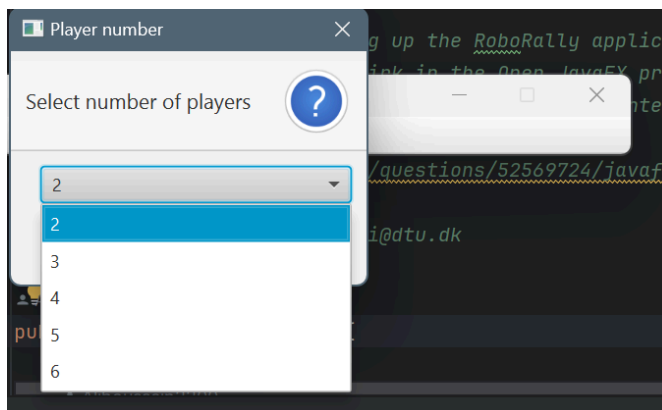 Player number
g up the RoboRally applic
ink in the Open JavaFX pr
Select number of players
?
nte
/questions/52569724/javaf
2
2
i@dtu.dk
3
4
pu
5
6